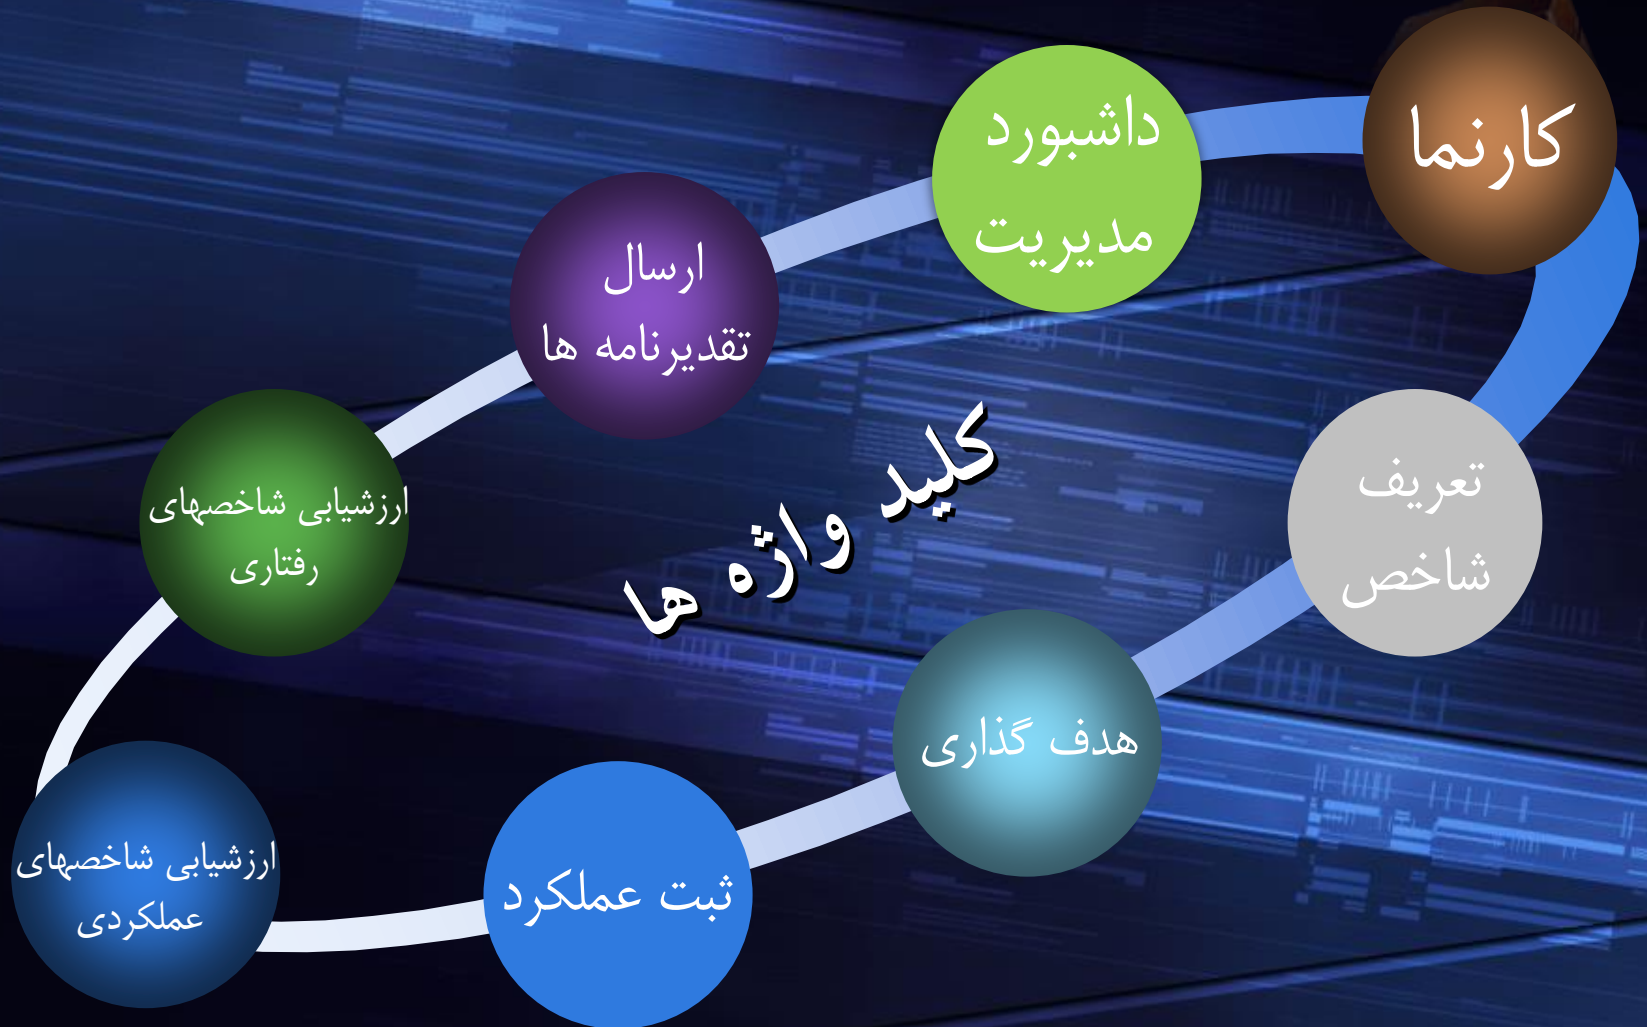 کارنما
داشبورد
مدیریت
ارسال
تقدیرنامه ها
ارزشیابی شاخصهای
رفتاری
ارزشیابی شاخصهای
عملکردی
ثبت عملکرد
هدف گذاری
تعریف
شاخص
کلید واژه ها